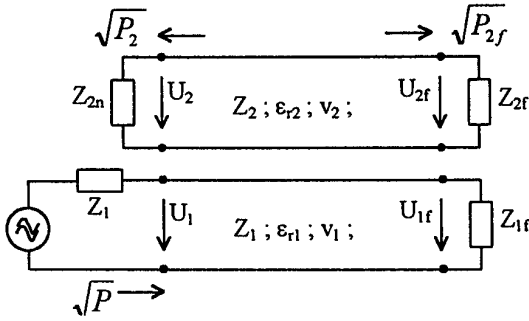 √P₂ √P₂f
Z₂n U₂ Z₂ ; εr₂ ; v₂ ; U₂f Z₂f
Z₁ U₁ Z₁ ; εr₁ ; v₁ ; U₁f Z₁f
√P